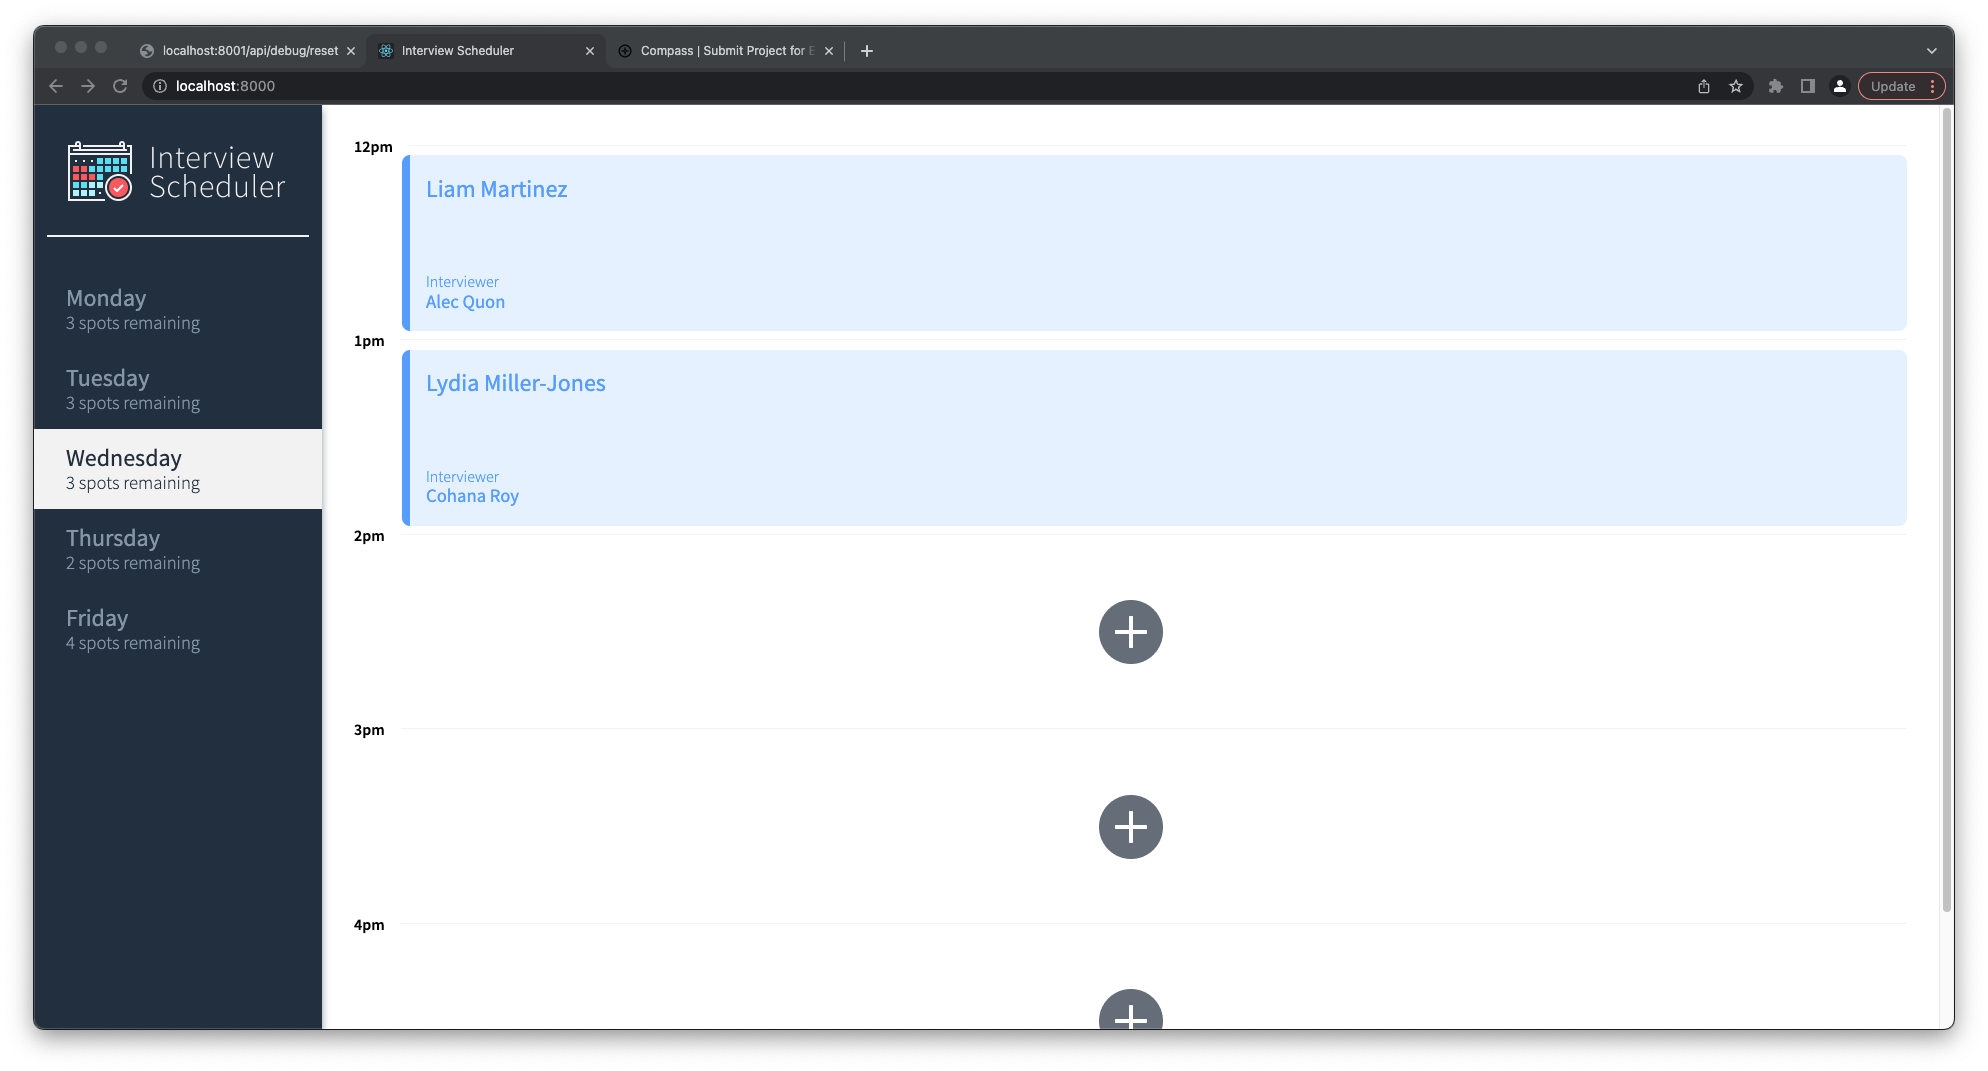 localhost:8001/api/debug/reset
Interview Scheduler
Compass | Submit Project for E
localhost:8000
Update
Interview
Scheduler
Monday
3 spots remaining
Tuesday
3 spots remaining
Wednesday
3 spots remaining
Thursday
2 spots remaining
Friday
4 spots remaining
12pm
Liam Martinez
Interviewer
Alec Quon
1pm
Lydia Miller-Jones
Interviewer
Cohana Roy
2pm
3pm
4pm